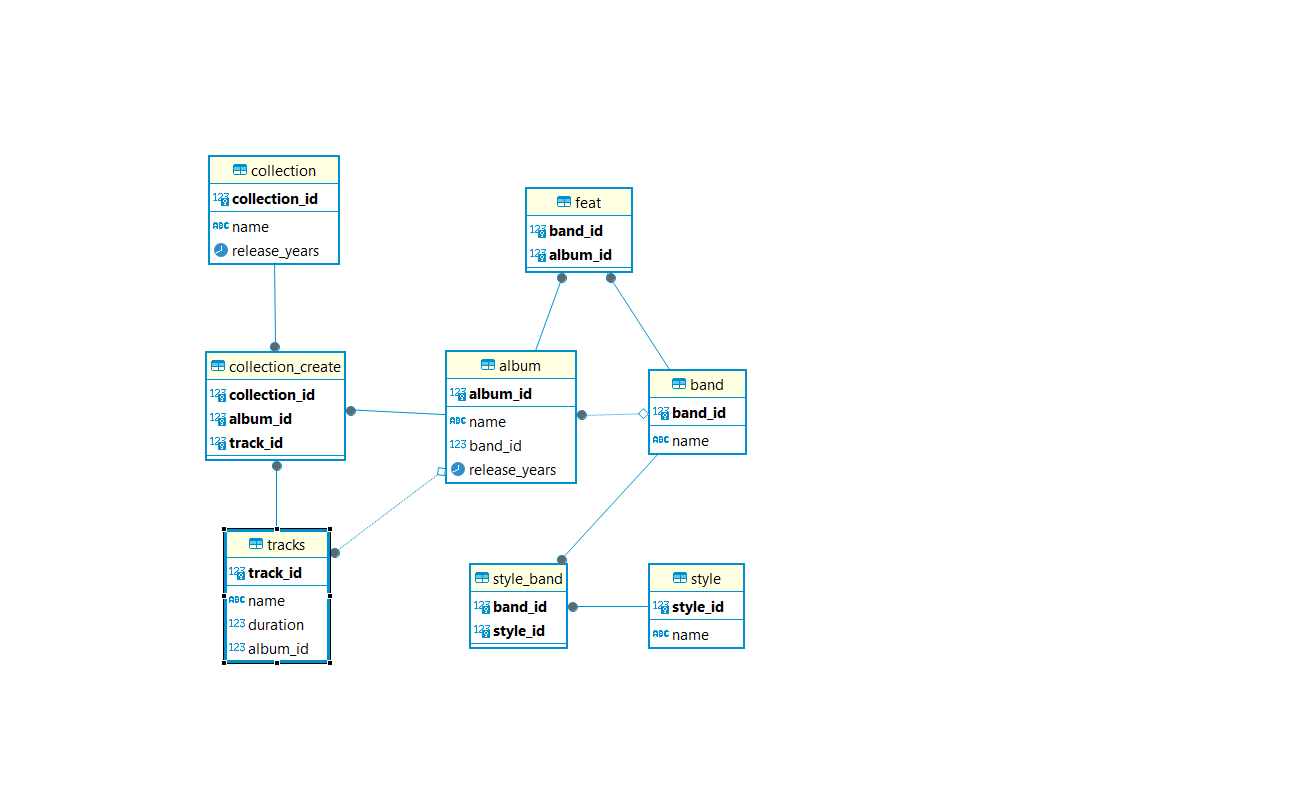 collection
123 collection_id
ABC name
release_years
feat
123 band_id
123 album_id
collection_create
123 collection_id
123 album_id
123 track_id
album
123 album_id
ABC name
123 band_id
release_years
band
123 band_id
ABC name
tracks
123 track_id
ABC name
123 duration
123 album_id
style_band
123 band_id
123 style_id
style
123 style_id
ABC name